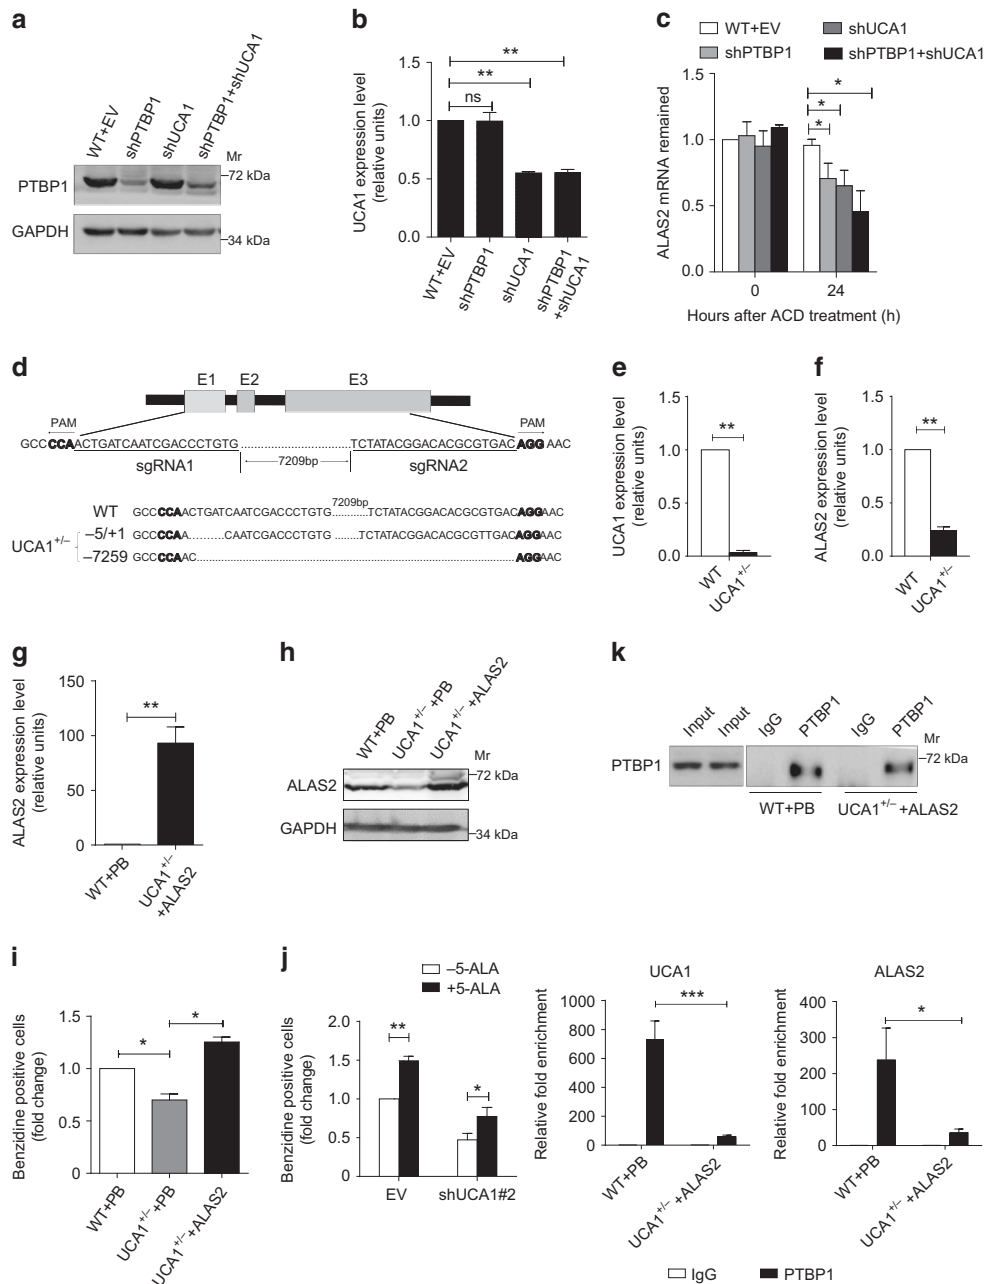 a
WT+EV
shPTBP1
shUCA1
shPTBP1+shUCA1
Mr
PTBP1
72 kDa
GAPDH
34 kDa
b
UCA1 expression level
(relative units)
1.5
1.0
0.5
0.0
**
**
ns
WT+EV
shPTBP1
shUCA1
shPTBP1
+shUCA1
c
WT+EV
shUCA1
shPTBP1
shPTBP1+shUCA1
ALAS2 mRNA remained
1.5
1.0
0.5
0.0
*
*
*
0
24
Hours after ACD treatment (h)
d
E1
E2
E3
PAM
PAM
GCCCCAACTGATCAATCGACCCTGTG..............................TCTATACGGACACGCGTGACAGGAAC
sgRNA1
7209bp
sgRNA2
7209bp
WT GCCCCAACTGATCAATCGACCCTGTG..........TCTATACGGACACGCGTGACAGGAAC
UCA1+/–
–5/+1 GCCCCAA.........CAATCGACCCTGTG.......TCTATACGGACACGCGTTGACAGGAAC
–7259 GCCCCAAC................................................AGGAAC
e
UCA1 expression level
(relative units)
1.5
1.0
0.5
0.0
**
WT
UCA1+/–
f
ALAS2 expression level
(relative units)
1.5
1.0
0.5
0.0
**
WT
UCA1+/–
g
ALAS2 expression level
(relative units)
150
100
50
0
**
WT+PB
UCA1+/–
+ALAS2
h
WT+PB
UCA1+/–+PB
UCA1+/–+ALAS2
Mr
ALAS2
72 kDa
GAPDH
34 kDa
k
Input
Input
IgG
PTBP1
IgG
PTBP1
Mr
PTBP1
72 kDa
WT+PB
UCA1+/–+ALAS2
i
Benzidine positive cells
(fold change)
1.5
1.0
0.5
0
*
*
WT+PB
UCA1+/–+PB
UCA1+/–+ALAS2
j
–5-ALA
+5-ALA
Benzidine positive cells
(fold change)
2.0
1.5
1.0
0.5
0
**
*
EV
shUCA1#2
UCA1
Relative fold enrichment
1000
800
600
400
200
0
***
WT+PB
UCA1+/–+ALAS2
ALAS2
Relative fold enrichment
400
300
200
100
0
*
WT+PB
UCA1+/–+ALAS2
IgG
PTBP1